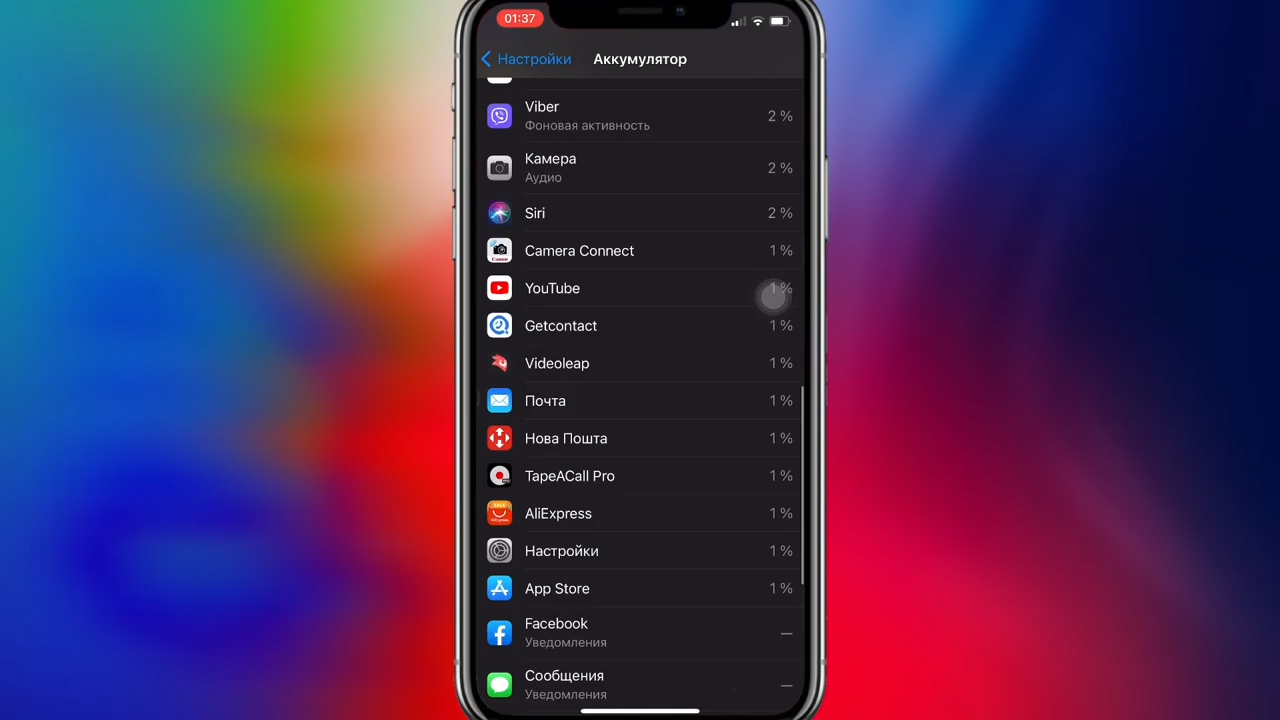 01:37
Настройки
Аккумулятор
Viber
2 %
Фоновая активность
Камера
2 %
Аудио
Siri
2 %
Camera Connect
1 %
YouTube
1 %
Getcontact
1 %
Videoleap
1 %
Почта
1 %
Нова Пошта
1 %
TapeACall Pro
1 %
AliExpress
1 %
Настройки
1 %
App Store
1 %
Facebook
—
Уведомления
Сообщения
—
Уведомления